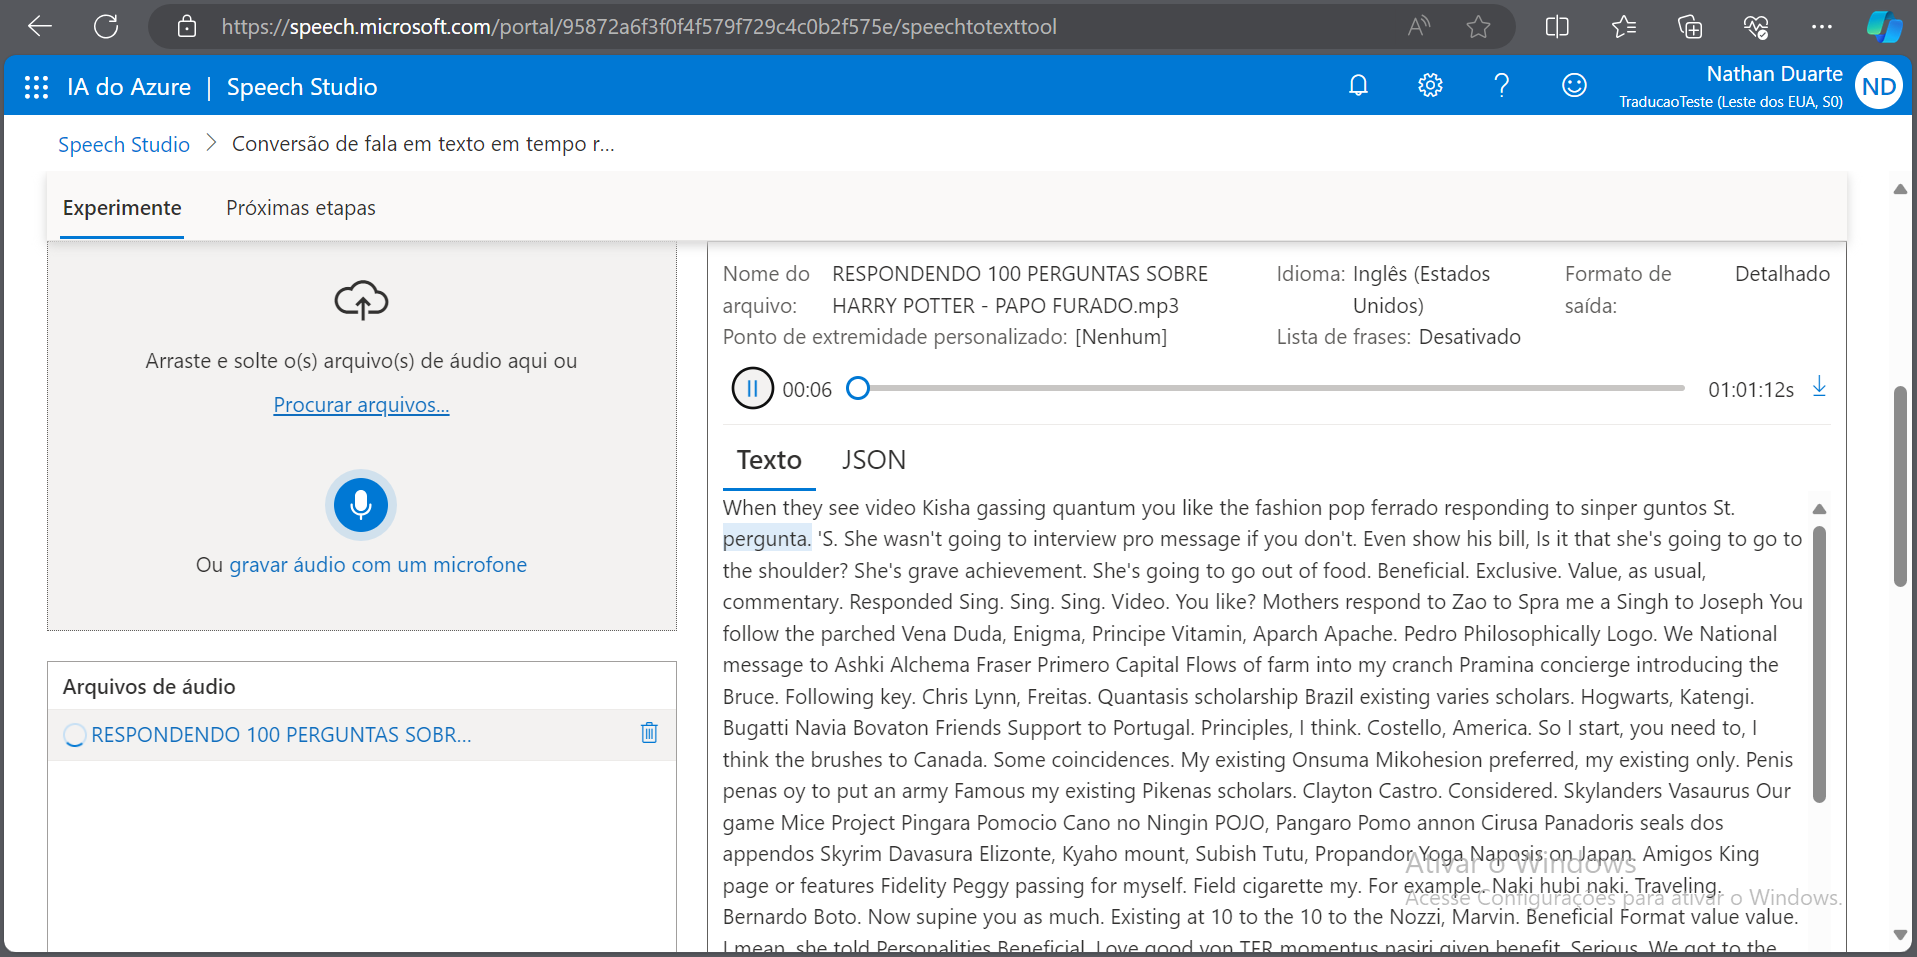 https://speech.microsoft.com/portal/95872a6f3f0f4f579f729c4c0b2f575e/speechtotexttool
IA do Azure | Speech Studio
Nathan Duarte
TraducaoTeste (Leste dos EUA, S0)
ND
Speech Studio > Conversão de fala em texto em tempo r...
Experimente Próximas etapas
Arraste e solte o(s) arquivo(s) de áudio aqui ou
Procurar arquivos...
Ou gravar áudio com um microfone
Arquivos de áudio
RESPONDENDO 100 PERGUNTAS SOBR...
Nome do arquivo: RESPONDENDO 100 PERGUNTAS SOBRE HARRY POTTER - PAPO FURADO.mp3
Idioma: Inglês (Estados Unidos)
Formato de saída: Detalhado
Ponto de extremidade personalizado: [Nenhum]
Lista de frases: Desativado
00:06 01:01:12s
Texto JSON
When they see video Kisha gassing quantum you like the fashion pop ferrado responding to sinper guntos St.
pergunta. 'S. She wasn't going to interview pro message if you don't. Even show his bill, Is it that she's going to go to
the shoulder? She's grave achievement. She's going to go out of food. Beneficial. Exclusive. Value, as usual,
commentary. Responded Sing. Sing. Sing. Video. You like? Mothers respond to Zao to Spra me a Singh to Joseph You
follow the parched Vena Duda, Enigma, Principe Vitamin, Aparch Apache. Pedro Philosophically Logo. We National
message to Ashki Alchema Fraser Primero Capital Flows of farm into my cranch Pramina concierge introducing the
Bruce. Following key. Chris Lynn, Freitas. Quantasis scholarship Brazil existing varies scholars. Hogwarts, Katengi.
Bugatti Navia Bovaton Friends Support to Portugal. Principles, I think. Costello, America. So I start, you need to, I
think the brushes to Canada. Some coincidences. My existing Onsuma Mikohesion preferred, my existing only. Penis
penas oy to put an army Famous my existing Pikenas scholars. Clayton Castro. Considered. Skylanders Vasaurus Our
game Mice Project Pingara Pomocio Cano no Ningin POJO, Pangaro Pomo annon Cirusa Panadoris seals dos
appendos Skyrim Davasura Elizonte, Kyaho mount, Subish Tutu, Propandor Yoga Naposis on Japan. Amigos King
page or features Fidelity Peggy passing for myself. Field cigarette my. For example. Naki hubi naki. Traveling.
Bernardo Boto. Now supine you as much. Existing at 10 to the 10 to the Nozzi, Marvin. Beneficial Format value value.
I mean, she told Personalities Beneficial. Love good von TER momentus nasiri given benefit. Serious. We got to the
Ativar o Windows
Acesse Configurações para ativar o Windows.